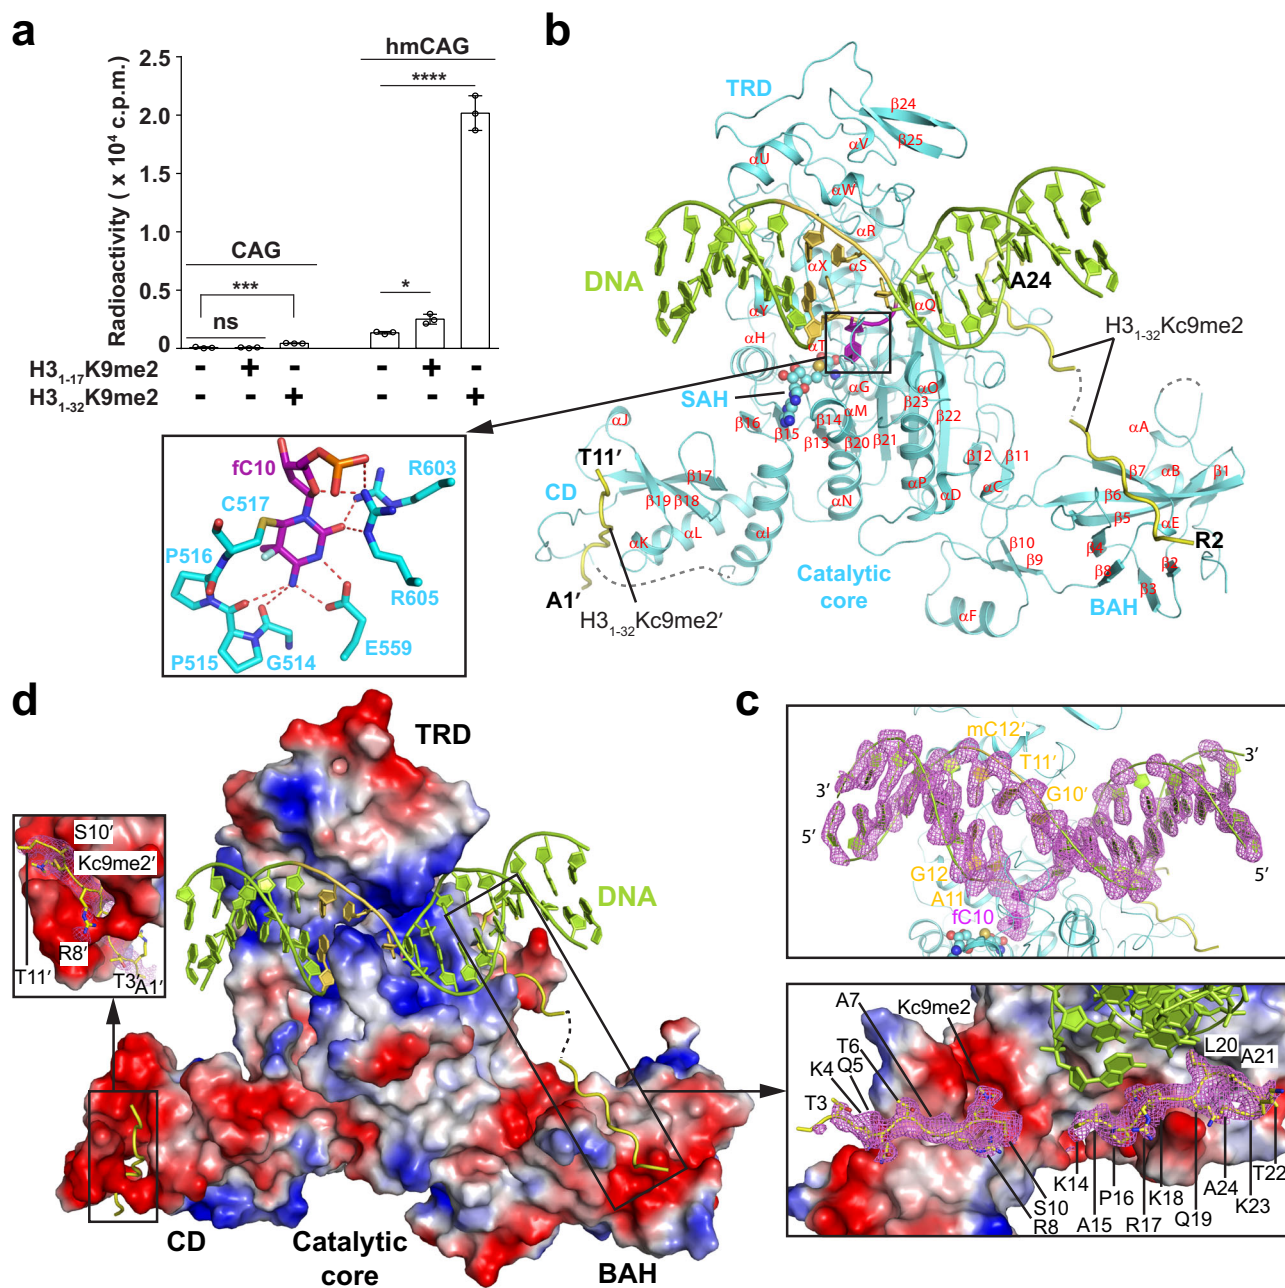 a
hmCAG
****
2.5
2.0
1.5
1.0
0.5
0
Radioactivity ( x 10⁴ c.p.m.)
CAG
***
ns
*
H3₁₋₁₇K9me2 - + - - + -
H3₁₋₃₂K9me2 - - + - - +
fC10
R603
C517
P516
R605
P515
G514
E559
b
TRD
β24
β25
αV
αU
αW
αR
DNA
αX
αS
A24
αY
αQ
H3₁₋₃₂Kc9me2
αH
αT
SAH
αG
αO
αM
β23
β22
αJ
β16
β15
β14
β13
β20
β21
β12
β11
αA
T11′
β17
β7
αB
β1
CD
β19
β18
αN
αP
αD
αC
β6
β5
αE
αK
αL
αI
R2
β10
β9
β4
β8
β2
β3
A1′
H3₁₋₃₂Kc9me2′
Catalytic
core
αF
BAH
d
TRD
S10′
Kc9me2′
R8′
T11′
T3′
A1′
DNA
CD
Catalytic
core
BAH
c
mC12′
T11′
G10′
3′
3′
5′
5′
G12
A11
fC10
A7
Kc9me2
T6
Q5
K4
T3
L20
A21
K14
S10
R8
A15
P16
R17
K18
Q19
A24
K23
T22